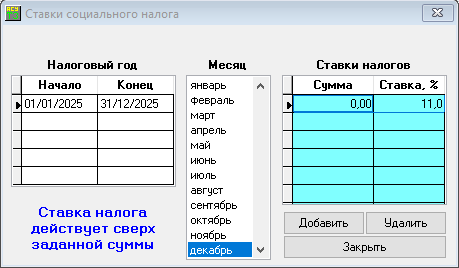 Ставки социального налога
Налоговый год
Месяц
Ставки налогов
Начало Конец
01/01/2025 31/12/2025
январь
февраль
март
апрель
май
июнь
июль
август
сентябрь
октябрь
ноябрь
декабрь
Сумма Ставка, %
0,00 11,0
Ставка налога
действует сверх
заданной суммы
Добавить Удалить
Закрыть